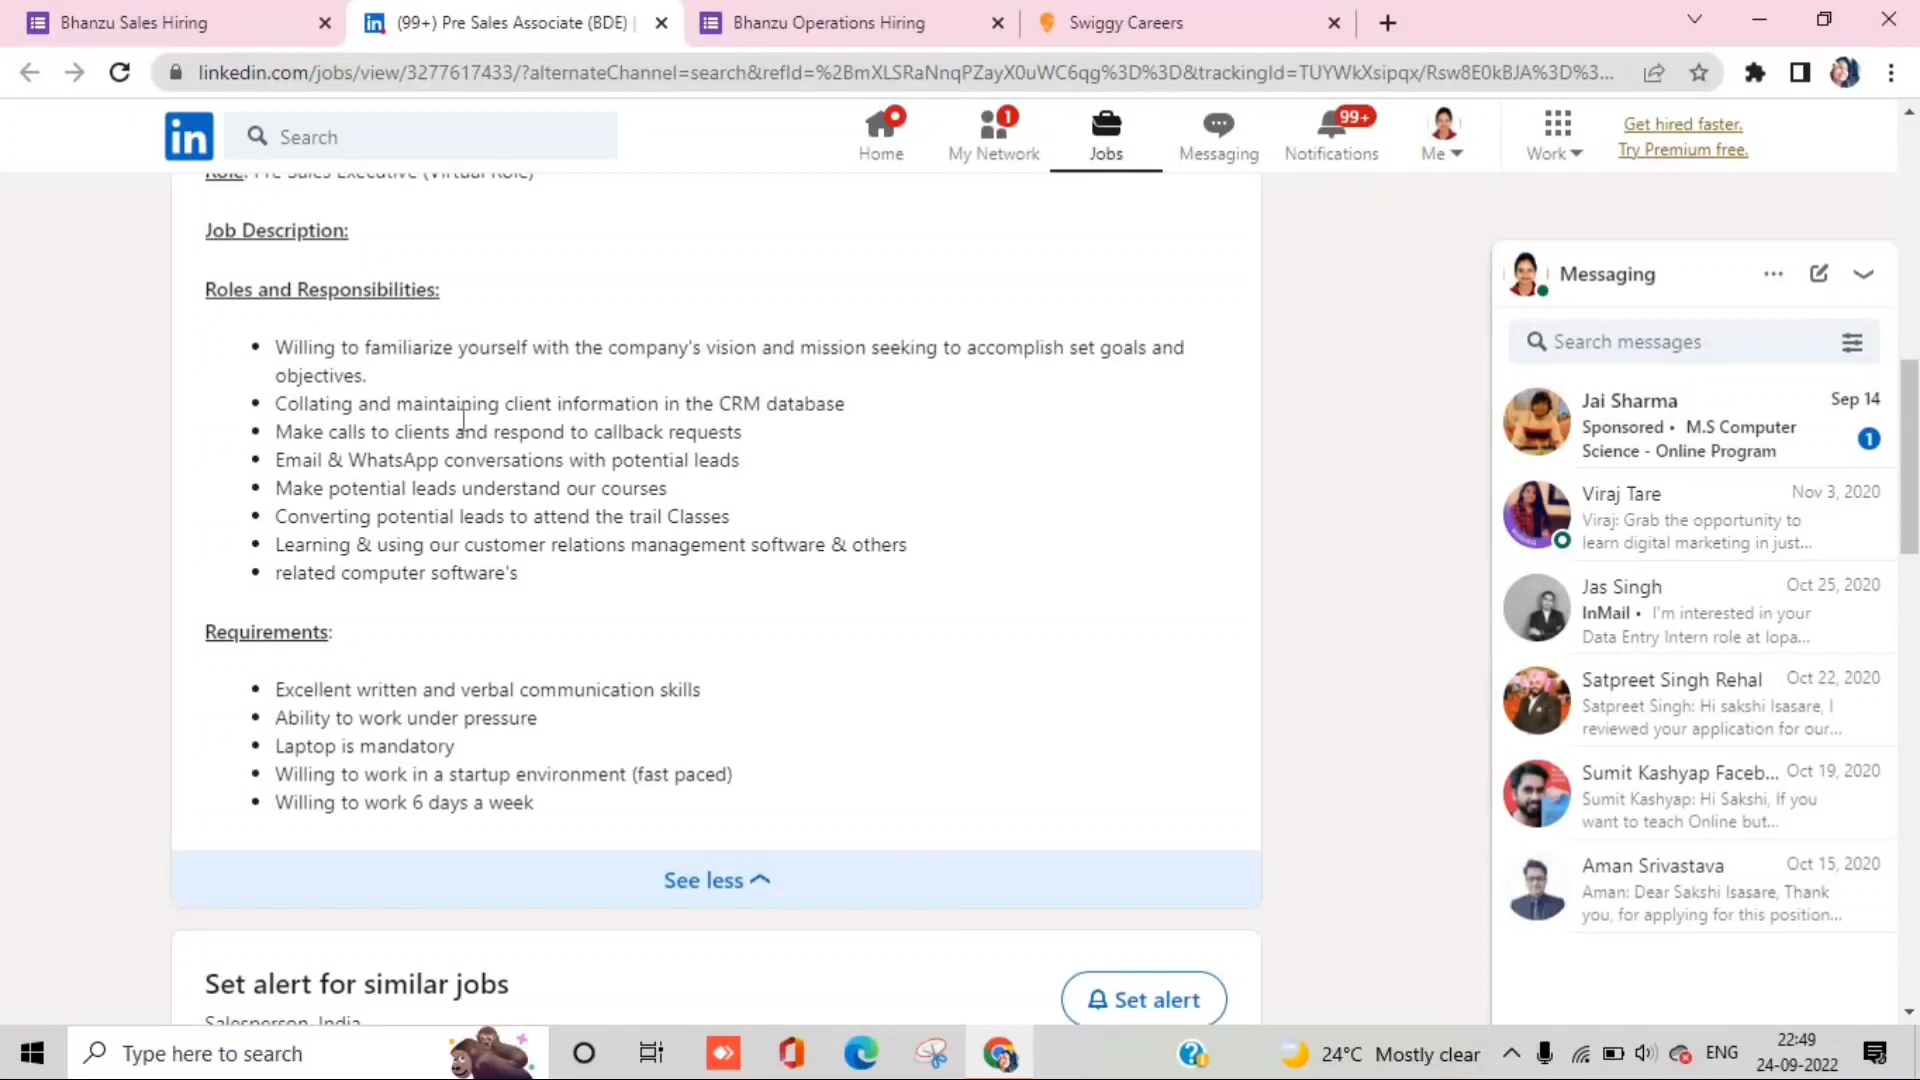 Bhanzu Sales Hiring
(99+) Pre Sales Associate (BDE) |
Bhanzu Operations Hiring
Swiggy Careers
linkedin.com/jobs/view/3277617433/?alternateChannel=search&refId=%2BmXLSRaNnqPZayX0uWC6qg%3D%3D&trackingId=TUYWkXsipqx/Rsw8E0kBJA%3D%3...
in
Search
Home
1
My Network
Jobs
Messaging
99+
Notifications
Me
Work
Get hired faster.
Try Premium free.
Role: Pre Sales Executive (Virtual Role)
Job Description:
Roles and Responsibilities:
• Willing to familiarize yourself with the company's vision and mission seeking to accomplish set goals and
objectives.
• Collating and maintaining client information in the CRM database
• Make calls to clients and respond to callback requests
• Email & WhatsApp conversations with potential leads
• Make potential leads understand our courses
• Converting potential leads to attend the trail Classes
• Learning & using our customer relations management software & others
• related computer software's
Requirements:
• Excellent written and verbal communication skills
• Ability to work under pressure
• Laptop is mandatory
• Willing to work in a startup environment (fast paced)
• Willing to work 6 days a week
See less
Set alert for similar jobs
Set alert
Salesperson, India
Messaging
Search messages
Jai Sharma
Sep 14
Sponsored • M.S Computer
Science - Online Program
1
Viraj Tare
Nov 3, 2020
Viraj: Grab the opportunity to
learn digital marketing in just...
Jas Singh
Oct 25, 2020
InMail • I'm interested in your
Data Entry Intern role at lopa...
Satpreet Singh Rehal
Oct 22, 2020
Satpreet Singh: Hi sakshi Isasare, I
reviewed your application for our...
Sumit Kashyap Faceb...
Oct 19, 2020
Sumit Kashyap: Hi Sakshi, If you
want to teach Online but...
Aman Srivastava
Oct 15, 2020
Aman: Dear Sakshi Isasare, Thank
you, for applying for this position...
Type here to search
24°C Mostly clear
ENG
22:49
24-09-2022